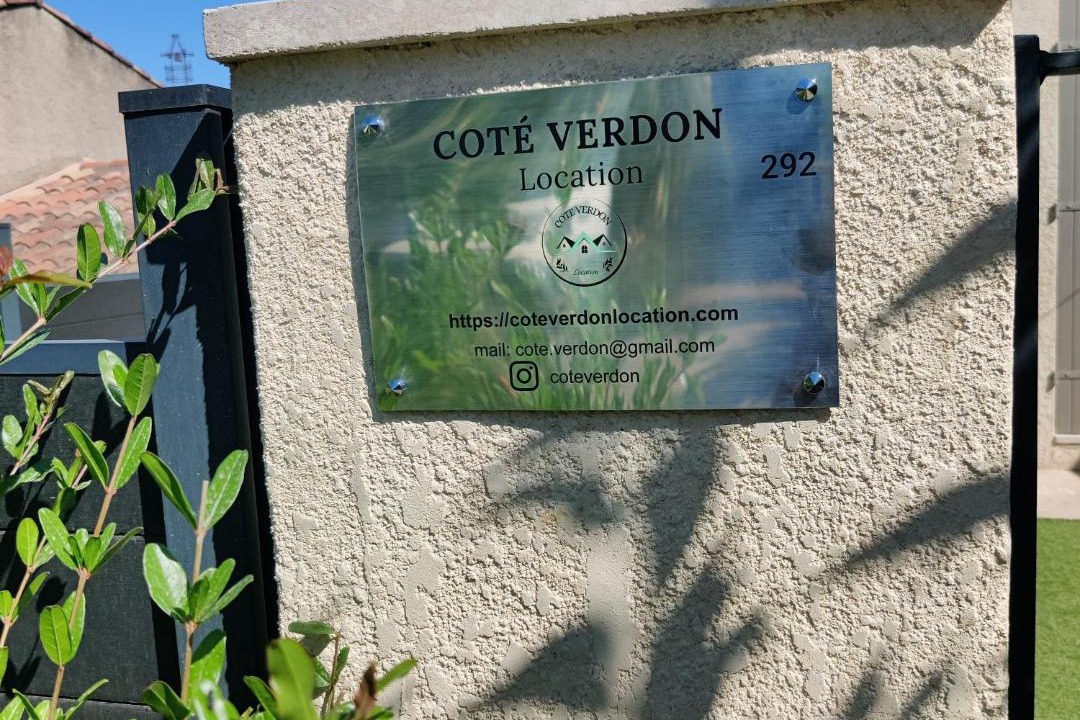 COTÉ VERDON
Location
292
COTEVERDON
Location
https://coteverdonlocation.com
mail: cote.verdon@gmail.com
coteverdon